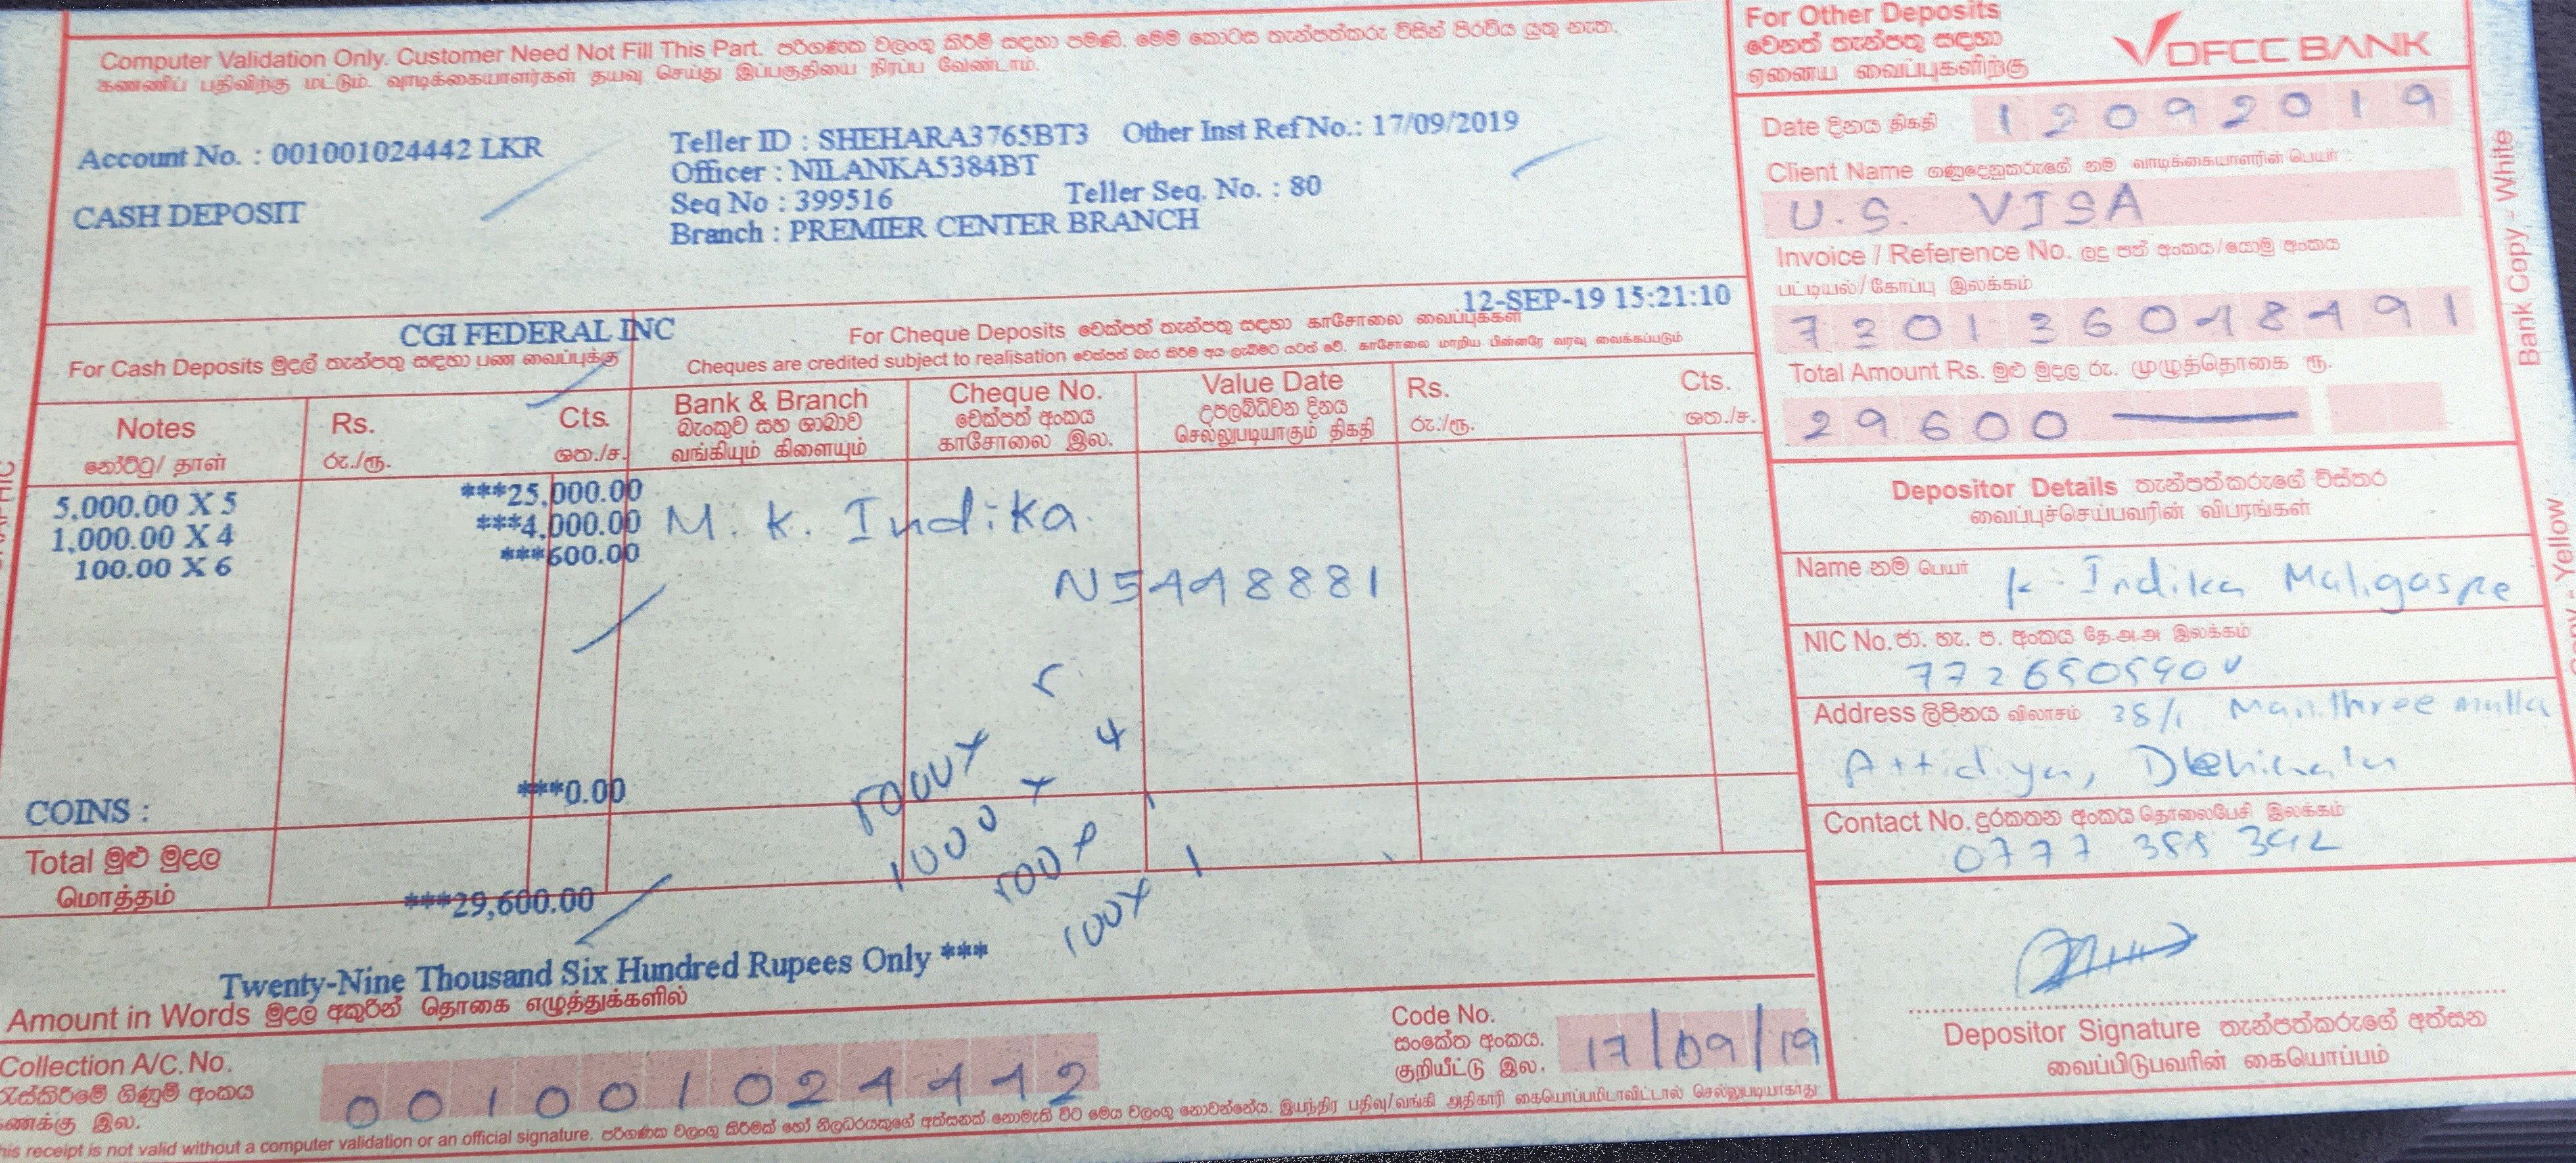 Computer Validation Only. Customer Need Not Fill This Part. පරිගණක වලංගු කිරීම් සඳහා පමණි. මෙම කොටස තැන්පත්කරු විසින් පිරවිය යුතු නැත.
கணணிப் பதிவிற்கு மட்டும். வாடிக்கையாளர்கள் தயவு செய்து இப்பகுதியை நிரப்ப வேண்டாம்.
Account No. : 001001024442 LKR
CASH DEPOSIT
Teller ID : SHEHARA3765BT3 Other Inst Ref No.: 17/09/2019
Officer : NILANKA5384BT
Seq No : 399516 Teller Seq. No. : 80
Branch : PREMIER CENTER BRANCH
12-SEP-19 15:21:10
CGI FEDERAL INC
For Cash Deposits මුදල් තැන්පතු සඳහා பண வைப்புக்கு
For Cheque Deposits චෙක්පත් තැන්පතු සඳහා காசோலை வைப்புக்கள்
Cheques are credited subject to realisation චෙක්පත් බැර කිරීම් අය ලැබීමට යටත් වේ. காசோலை மாறிய பின்னரே வரவு வைக்கப்படும்
Notes Rs. Cts.
නෝට්ටු/ தாள் රු./ரூ. ශත./ச.
Bank & Branch Cheque No. Value Date Rs. Cts.
බැංකුව සහ ශාඛාව චෙක්පත් අංකය උපලබ්ධිවන දිනය රු./ரூ. ශත./ச.
வங்கியும் கிளையும் காசோலை இல. செல்லுபடியாகும் திகதி
5,000.00 X 5 ***25,000.00
1,000.00 X 4 ***4,000.00
100.00 X 6 ***600.00
M. K. Indika.
N5448881
5000 X 5
1000 X 4
500 X 1
100 X 1
COINS : ***0.00
Total මුළු මුදල
மொத்தம்
***29,600.00
Twenty-Nine Thousand Six Hundred Rupees Only ***
Amount in Words මුදල අකුරින් தொகை எழுத்துக்களில்
Collection A/C. No.
රැස්කිරීමේ ගිණුම් අංකය
கணக்கு இல.
001001024442
Code No.
සංකේත අංකය.
குறியீட்டு இல.
17/09/19
his receipt is not valid without a computer validation or an official signature. පරිගණක වලංගු කිරීමක් හෝ නිලධරයකුගේ අත්සනක් නොමැති විට මෙය වලංගු නොවන්නේය. இயந்திர பதிவு/வங்கி அதிகாரி கையொப்பமிடாவிட்டால் செல்லுபடியாகாது
For Other Deposits
වෙනත් තැන්පතු සඳහා
ஏனைய வைப்புகளிற்கு
DFCC BANK
Date දිනය திகதி 12092019
Client Name ගණුදෙනුකරුගේ නම வாடிக்கையாளரின் பெயர்
U.S. VISA
Invoice / Reference No. ලදු පත් අංකය/යොමු අංකය
பட்டியல்/கோப்பு இலக்கம்
720136048491
Total Amount Rs. මුළු මුදල රු. முழுத்தொகை ரூ.
29600
Depositor Details තැන්පත්කරුගේ විස්තර
வைப்புச்செய்பவரின் விபரங்கள்
Name නම பெயர் K. Indika Maligaspe
NIC No. ජා. හැ. ප. අංකය தே.அ.அ இலக்கம்
772650590V
Address ලිපිනය விலாசம் 38/1
Attidiya, Dehiwala
Contact No. දුරකතන අංකය தொலைபேசி இலக்கம்
0777 388 392
Depositor Signature තැන්පත්කරුගේ අත්සන
வைப்பிடுபவரின் கையொப்பம்
Bank Copy - White
Yellow